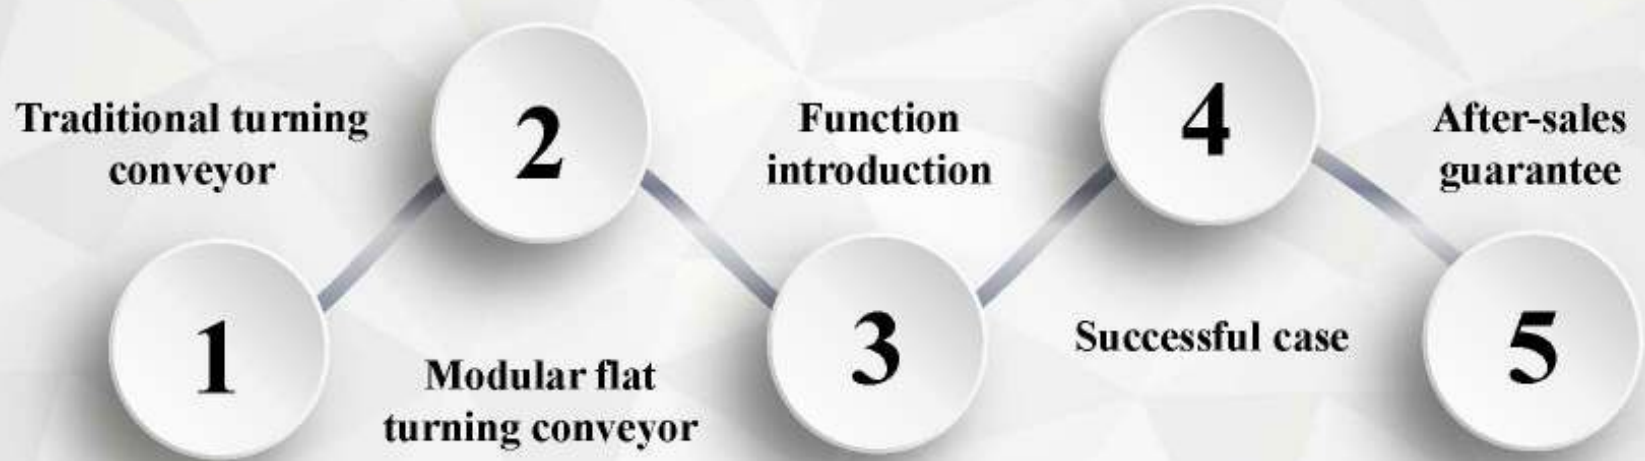 1
Traditional turning
conveyor
2
Modular flat
turning conveyor
3
Function
introduction
4
Successful case
5
After-sales
guarantee